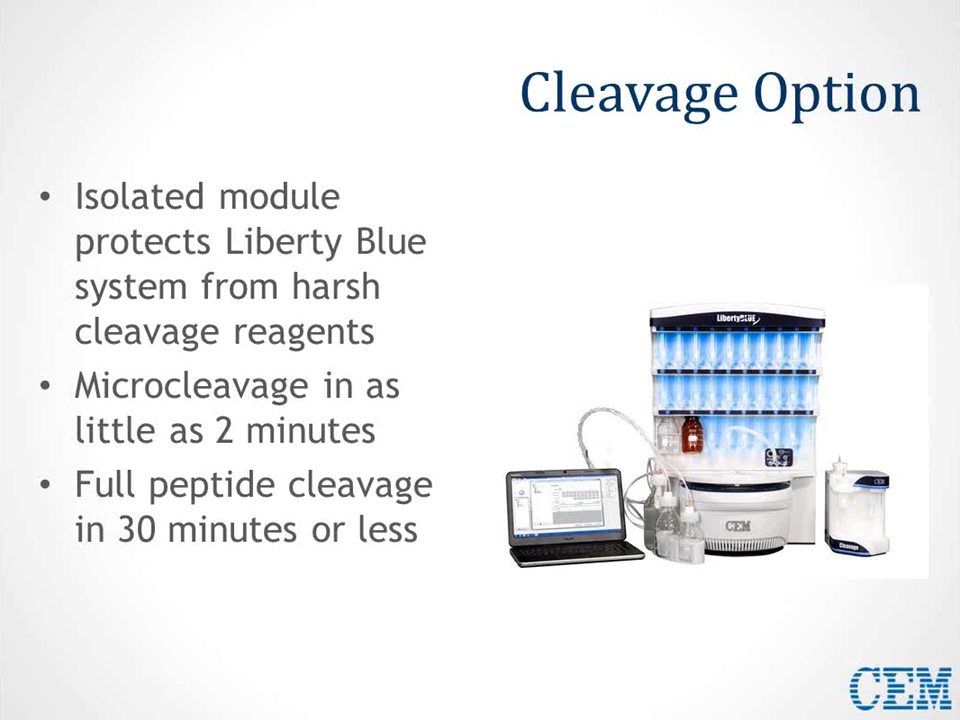 Cleavage Option
• Isolated module
protects Liberty Blue
system from harsh
cleavage reagents
• Microcleavage in as
little as 2 minutes
• Full peptide cleavage
in 30 minutes or less
LibertyBLUE
CEM
CEM
Cleavage
CEM